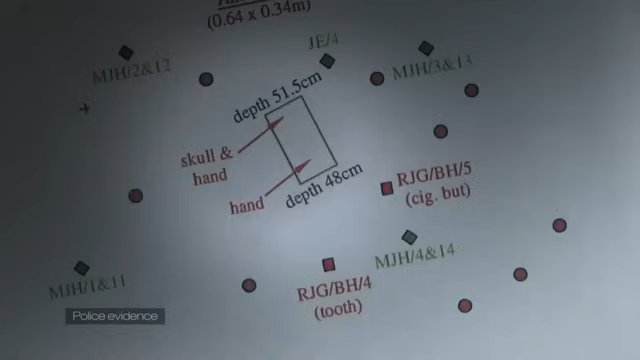 (0.64 x 0.34m)
JE/4
MJH/2&12
MJH/3&13
depth 51.5cm
skull &
hand
hand
depth 48cm
RJG/BH/5
(cig. but)
MJH/4&14
MJH/1&11
RJG/BH/4
(tooth)
Police evidence